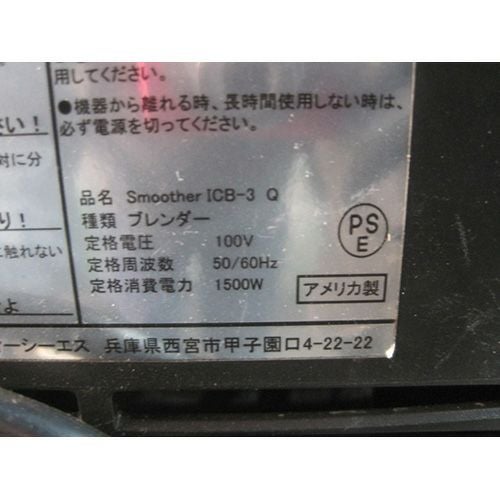 用してください。
●機器から離れる時、長時間使用しない時は、
必ず電源を切ってください。
さい!
対に分
り!
に触れない
よ
品名 Smoother ICB-3 Q
種類 ブレンダー
定格電圧 100V
定格周波数 50/60Hz
定格消費電力 1500W
PS
E
アメリカ製
ーシーエス 兵庫県西宮市甲子園口4-22-22